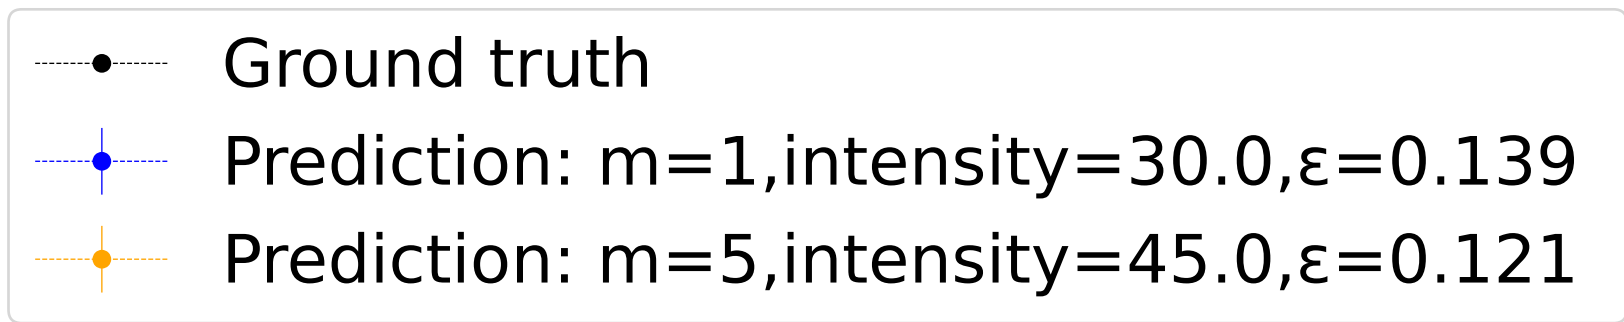 Ground truth
Prediction: m=1,intensity=30.0,ε=0.139
Prediction: m=5,intensity=45.0,ε=0.121